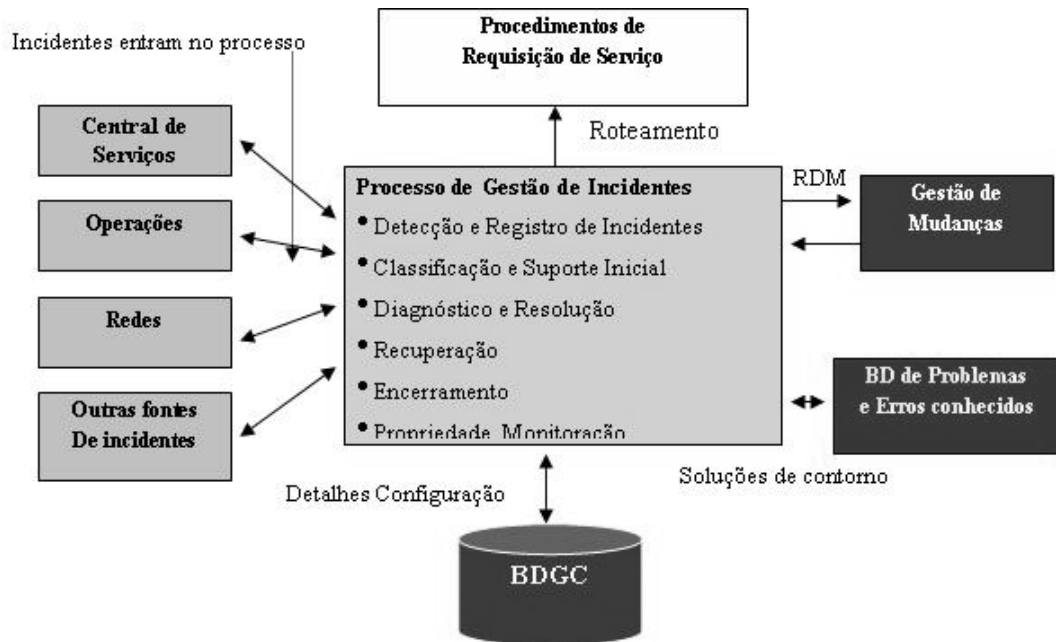 Procedimentos de
Requisição de Serviço
Incidentes entram no processo
Roteamento
Central de
Serviços
Operações
Redes
Outras fontes
De incidentes
Processo de Gestão de Incidentes
• Detecção e Registro de Incidentes
• Classificação e Suporte Inicial
• Diagnóstico e Resolução
• Recuperação
• Encerramento
• Propriedade, Monitoração
RDM
Gestão de
Mudanças
BD de Problemas
e Erros conhecidos
Soluções de contorno
Detalhes Configuração
BDGC